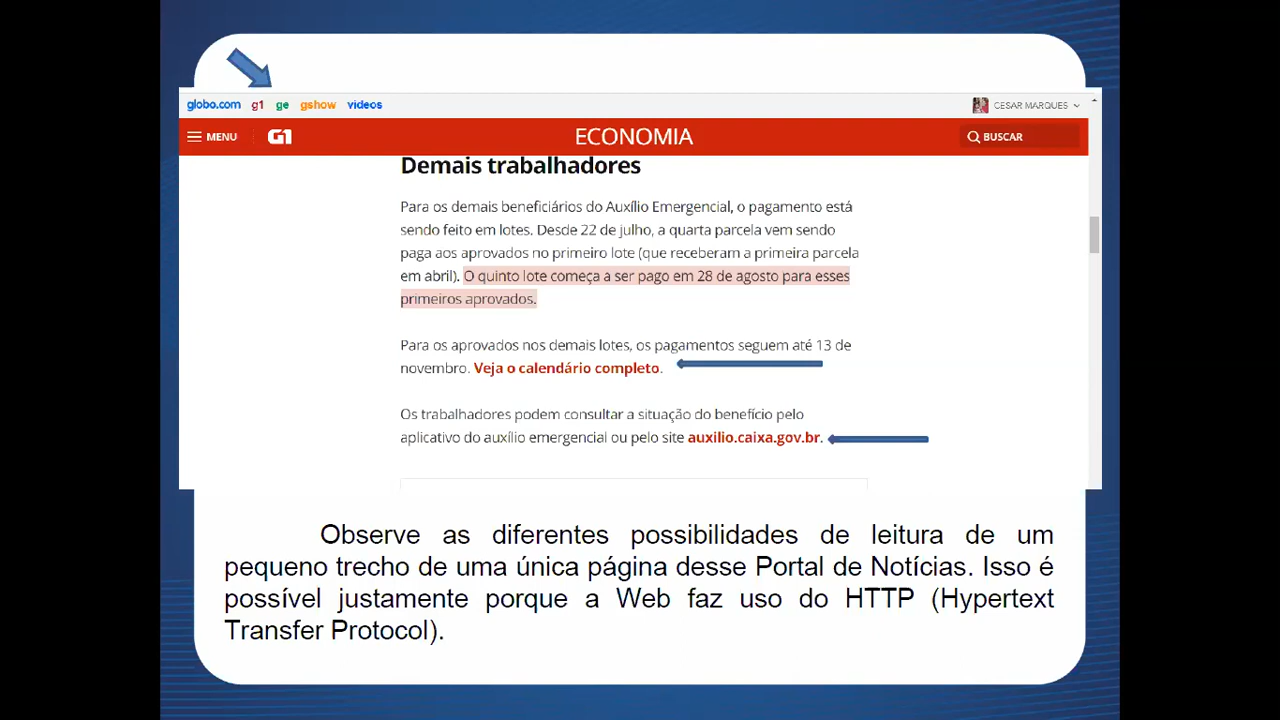 globo.com g1 ge gshow videos CESAR MARQUES
MENU G1 ECONOMIA BUSCAR
Demais trabalhadores
Para os demais beneficiários do Auxílio Emergencial, o pagamento está
sendo feito em lotes. Desde 22 de julho, a quarta parcela vem sendo
paga aos aprovados no primeiro lote (que receberam a primeira parcela
em abril). O quinto lote começa a ser pago em 28 de agosto para esses
primeiros aprovados.
Para os aprovados nos demais lotes, os pagamentos seguem até 13 de
novembro. Veja o calendário completo.
Os trabalhadores podem consultar a situação do benefício pelo
aplicativo do auxílio emergencial ou pelo site auxilio.caixa.gov.br.
Observe as diferentes possibilidades de leitura de um
pequeno trecho de uma única página desse Portal de Notícias. Isso é
possível justamente porque a Web faz uso do HTTP (Hypertext
Transfer Protocol).